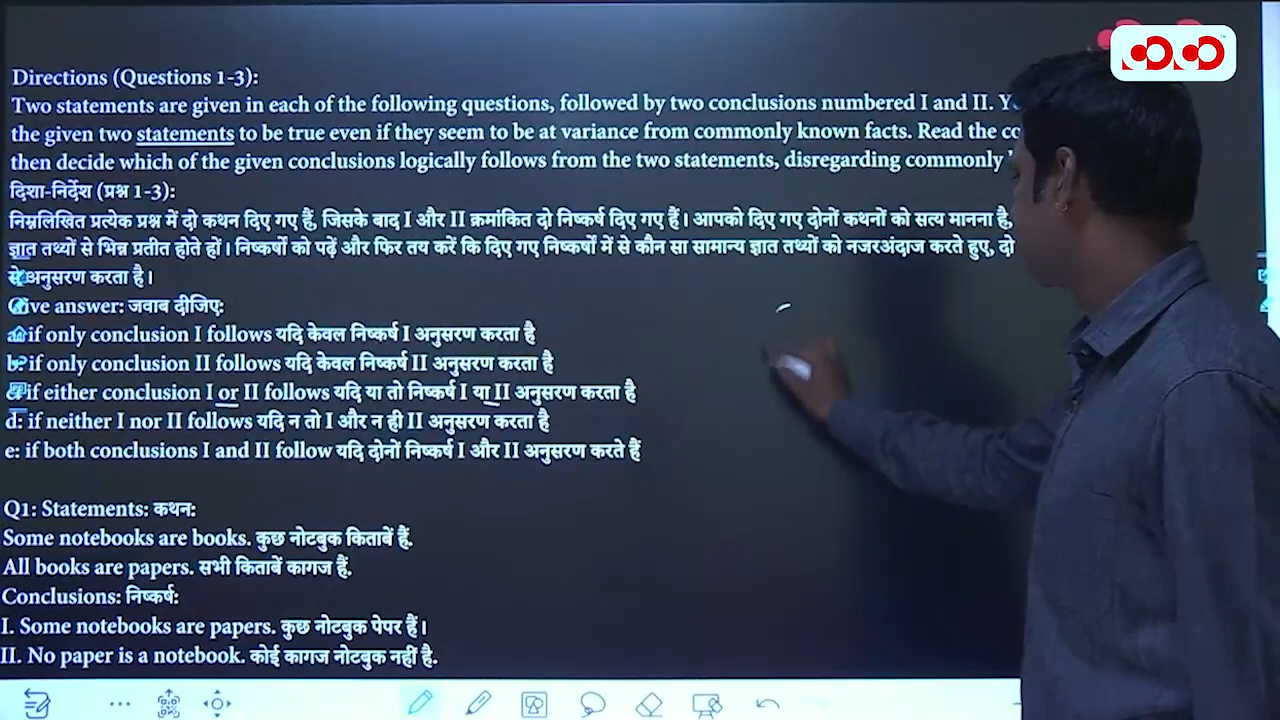 Directions (Questions 1-3):
Two statements are given in each of the following questions, followed by two conclusions numbered I and II.
the given two statements to be true even if they seem to be at variance from commonly known facts. Read the
then decide which of the given conclusions logically follows from the two statements, disregarding commonly
दिशा-निर्देश (प्रश्न 1-3):
निम्नलिखित प्रत्येक प्रश्न में दो कथन दिए गए हैं, जिसके बाद I और II क्रमांकित दो निष्कर्ष दिए गए हैं। आपको दिए गए दोनों कथनों को सत्य मानना है,
ज्ञात तथ्यों से भिन्न प्रतीत होते हों। निष्कर्षों को पढ़ें और फिर तय करें कि दिए गए निष्कर्षों में से कौन सा सामान्य ज्ञात तथ्यों को नजरअंदाज करते हुए, दो
से अनुसरण करता है।
Give answer: जवाब दीजिए:
a: if only conclusion I follows यदि केवल निष्कर्ष I अनुसरण करता है
b: if only conclusion II follows यदि केवल निष्कर्ष II अनुसरण करता है
c: if either conclusion I or II follows यदि या तो निष्कर्ष I या II अनुसरण करता है
d: if neither I nor II follows यदि न तो I और न ही II अनुसरण करता है
e: if both conclusions I and II follow यदि दोनों निष्कर्ष I और II अनुसरण करते हैं
Q1: Statements: कथन:
Some notebooks are books. कुछ नोटबुक किताबें हैं.
All books are papers. सभी किताबें कागज हैं.
Conclusions: निष्कर्ष:
I. Some notebooks are papers. कुछ नोटबुक पेपर हैं।
II. No paper is a notebook. कोई कागज नोटबुक नहीं है.